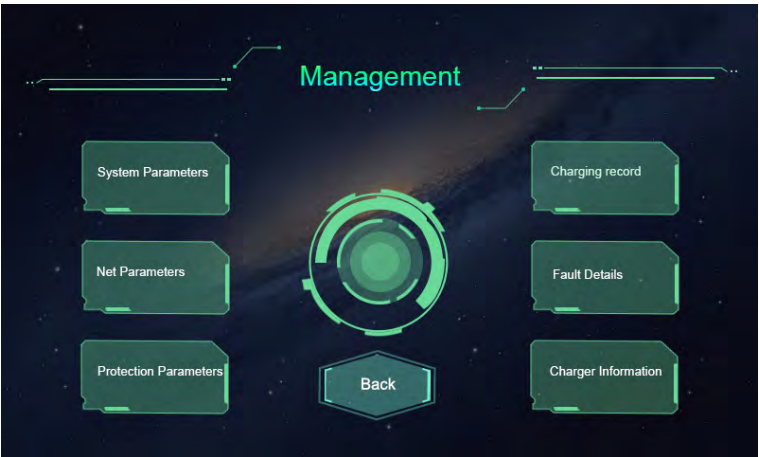 Management
System Parameters
Charging record
Net Parameters
Fault Details
Protection Parameters
Charger Information
Back